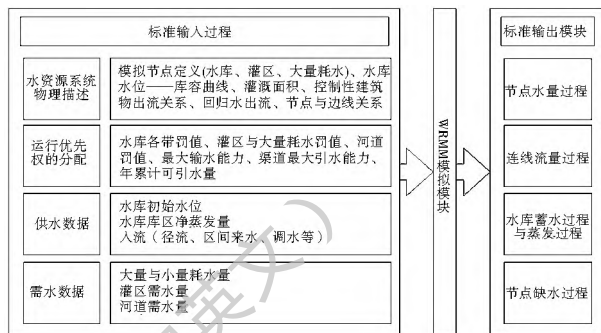 标准输入过程
水资源系统
物理描述
模拟节点定义(水库、灌区、大量耗水)、水库
水位——库容曲线、灌溉面积、控制性建筑
物出流关系、回归水出流、节点与边线关系
运行优先
权的分配
水库各带罚值、灌区与大量耗水罚值、河道
罚值、最大输水能力、渠道最大引水能力、
年累计可引水量
供水数据
水库初始水位
水库库区净蒸发量
入流（径流、区间来水、调水等）
需水数据
大量与小量耗水量
灌区需水量
河道需水量
WRMM模拟模块
标准输出模块
节点水量过程
连线流量过程
水库蓄水过程
与蒸发过程
节点缺水过程
英文）